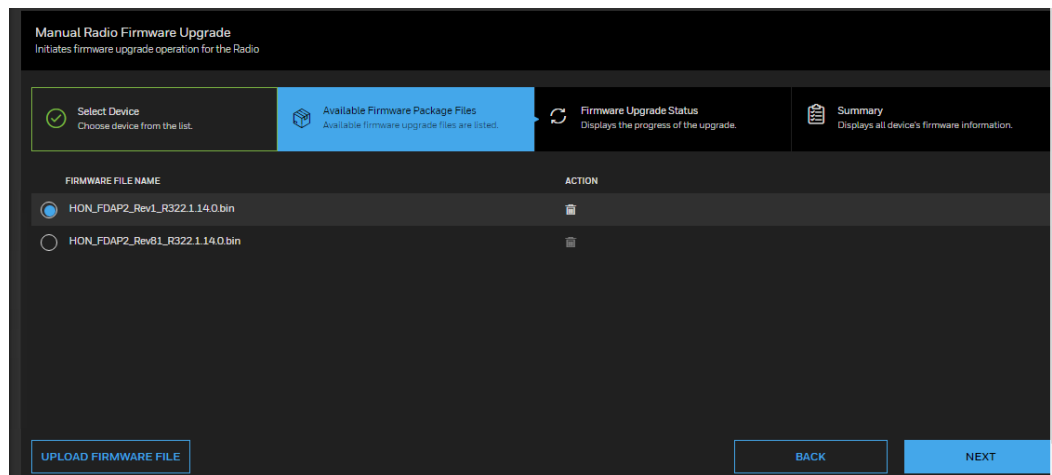 Manual Radio Firmware Upgrade
Initiates firmware upgrade operation for the Radio
Select Device
Choose device from the list.
Available Firmware Package Files
Available firmware upgrade files are listed.
Firmware Upgrade Status
Displays the progress of the upgrade.
Summary
Displays all device's firmware information.
FIRMWARE FILE NAME ACTION
HON_FDAP2_Rev1_R322.1.14.0.bin
HON_FDAP2_Rev81_R322.1.14.0.bin
UPLOAD FIRMWARE FILE BACK NEXT